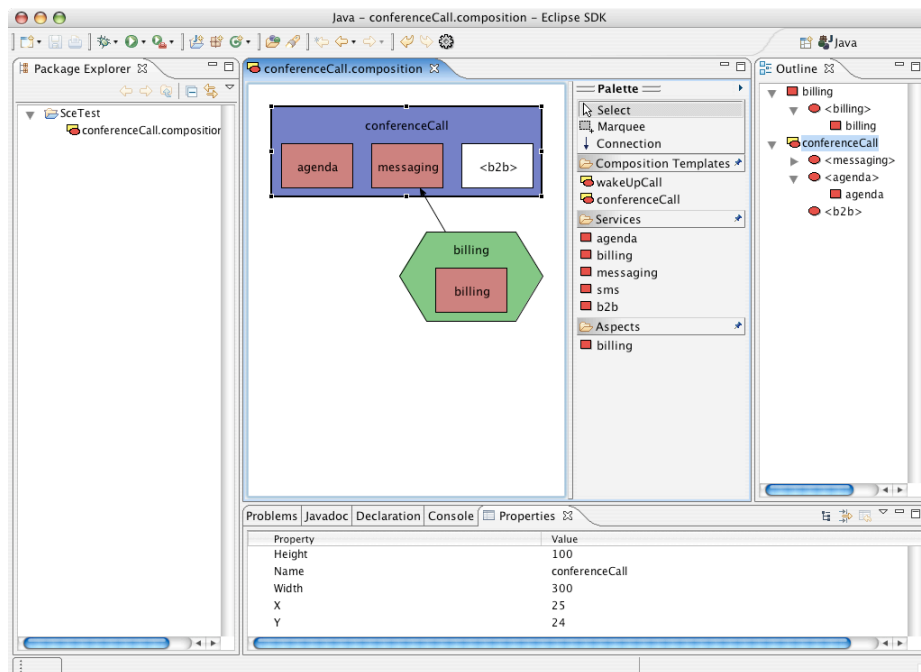 Java – conferenceCall.composition – Eclipse SDK
Java
Package Explorer
SceTest
conferenceCall.composition
conferenceCall.composition
conferenceCall
agenda
messaging
<b2b>
billing
billing
Palette
Select
Marquee
Connection
Composition Templates
wakeUpCall
conferenceCall
Services
agenda
billing
messaging
sms
b2b
Aspects
billing
Outline
billing
<billing>
billing
conferenceCall
<messaging>
<agenda>
agenda
<b2b>
Problems Javadoc Declaration Console Properties
Property Value
Height 100
Name conferenceCall
Width 300
X 25
Y 24